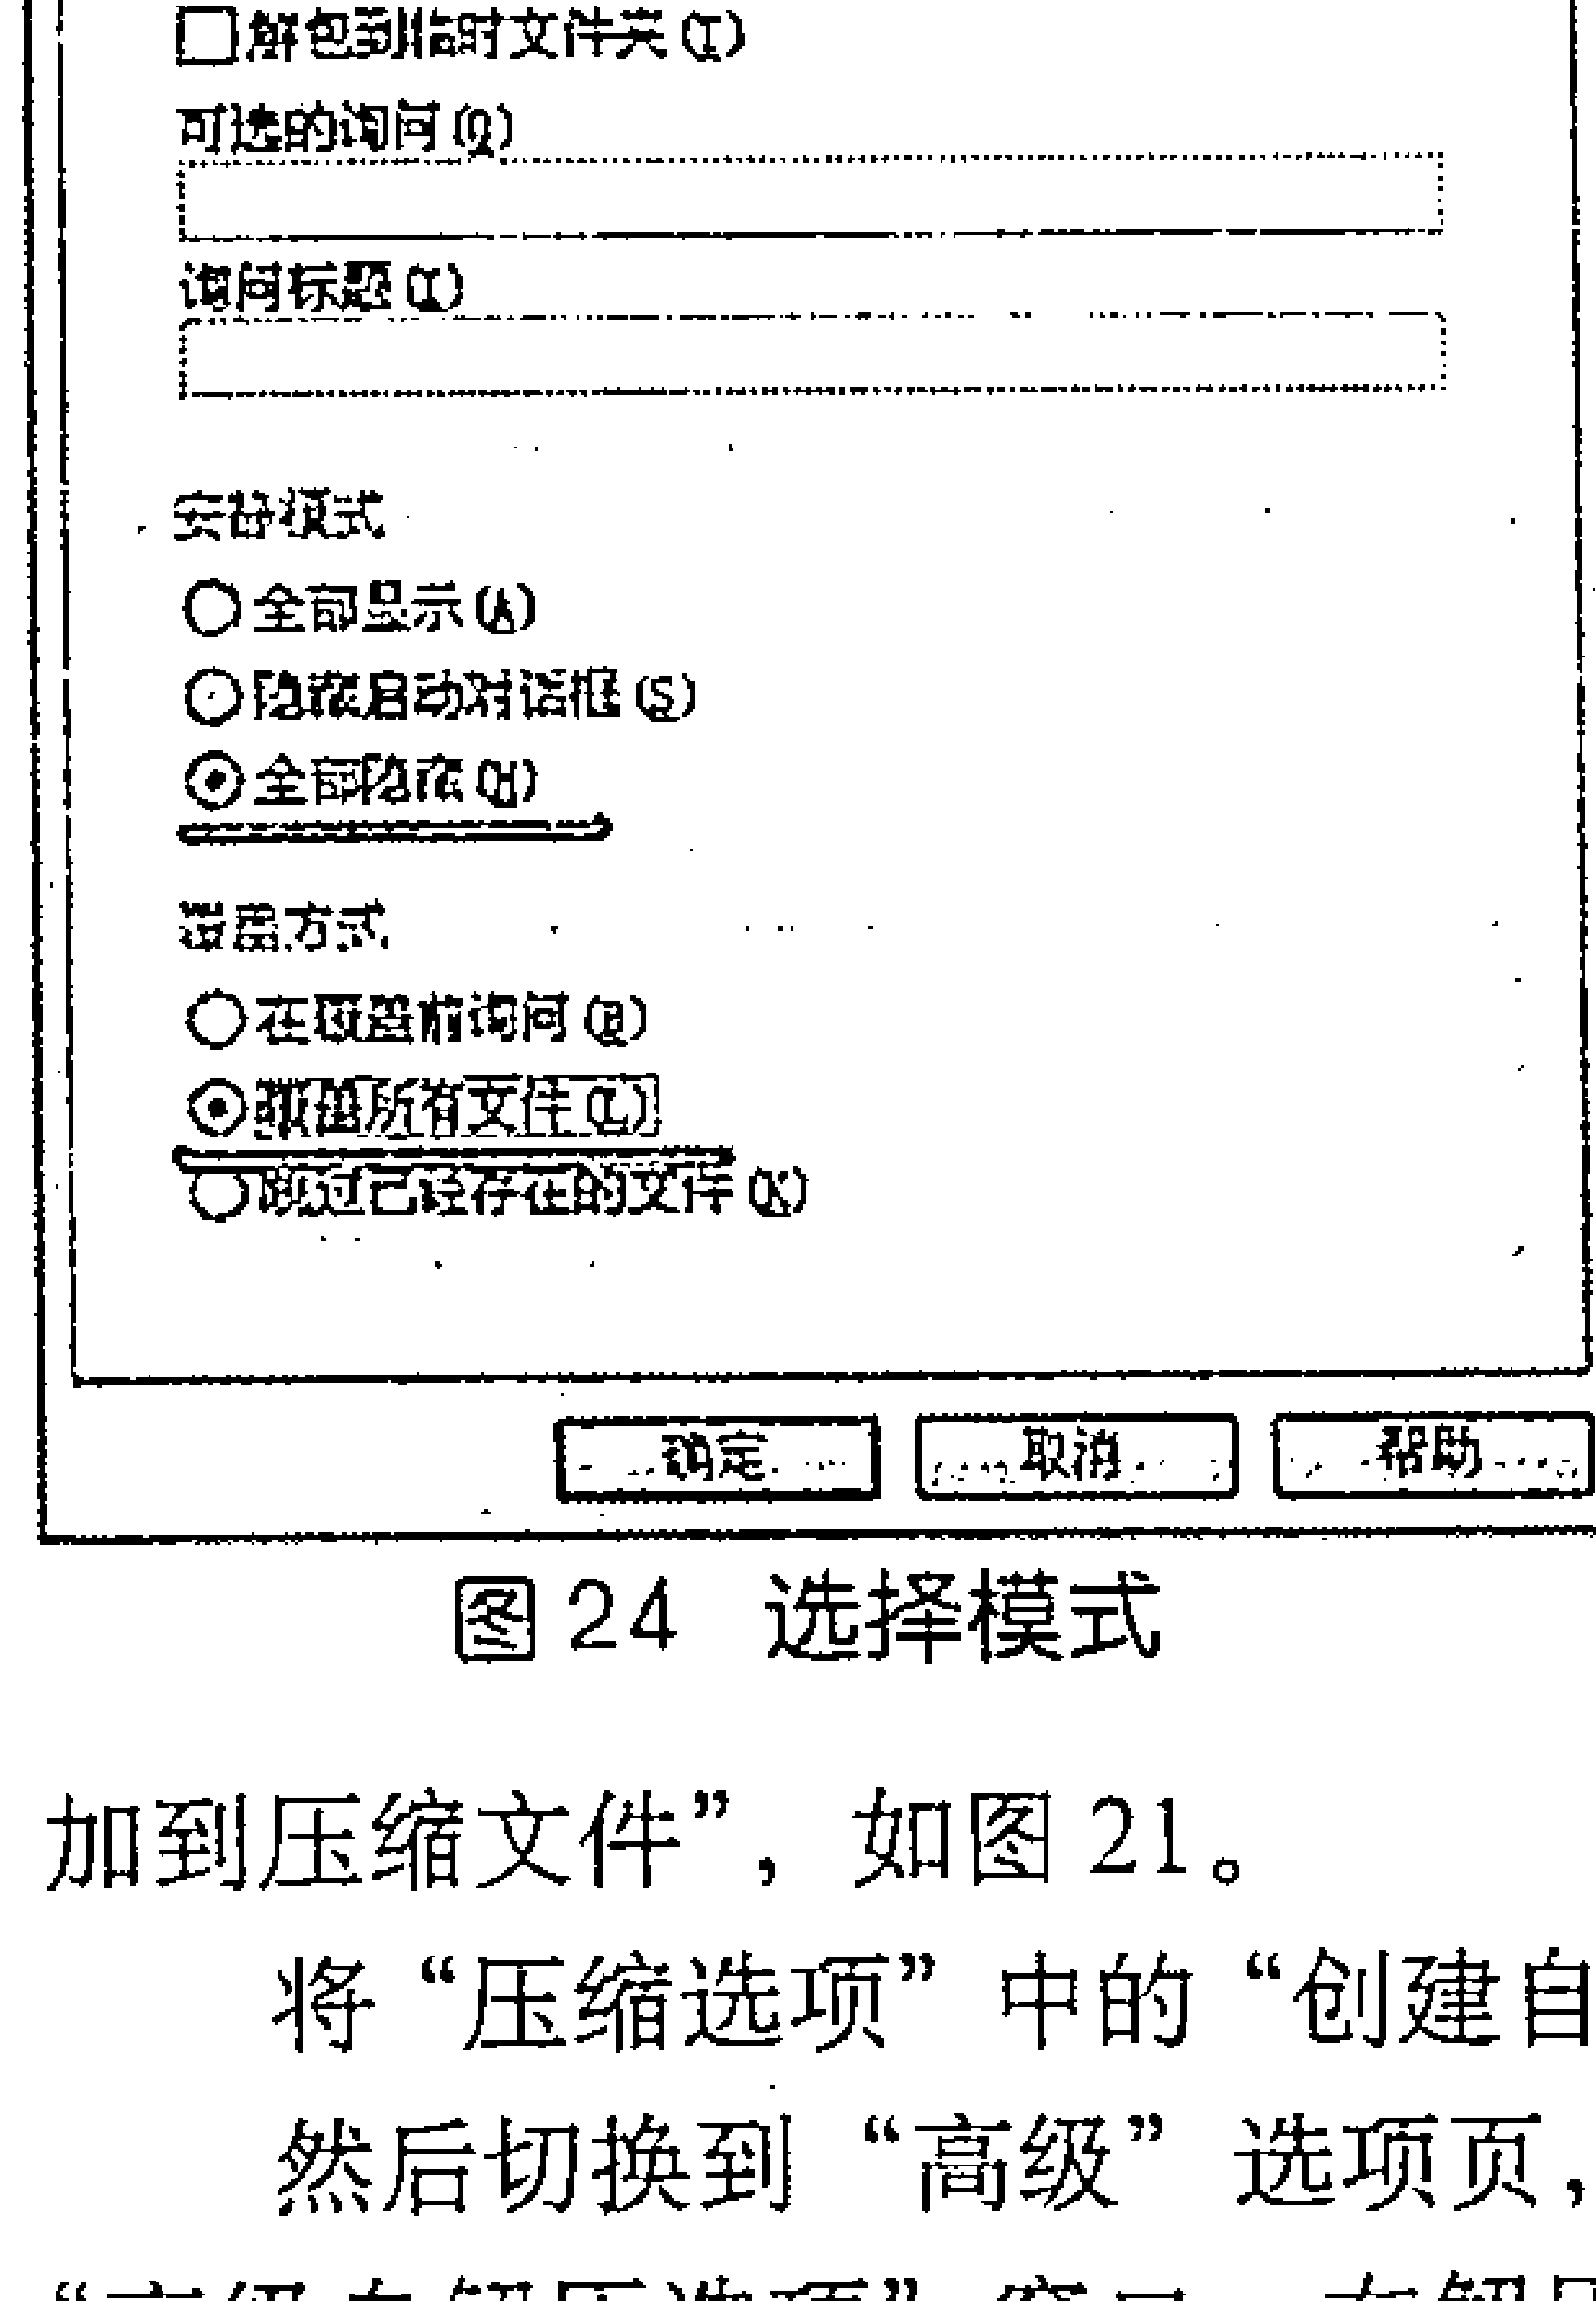 解包到临时文件夹(T)
可选的询问(Q)
询问标题(I)
安静模式
全部显示(A)
隐藏启动对话框(S)
全部隐藏(H)
覆盖方式
在覆盖前询问(B)
覆盖所有文件(L)
跳过已经存在的文件(K)
确定 取消 帮助
图 24 选择模式
加到压缩文件”，如图 21。
将“压缩选项”中的“创建自
然后切换到“高级”选项页，